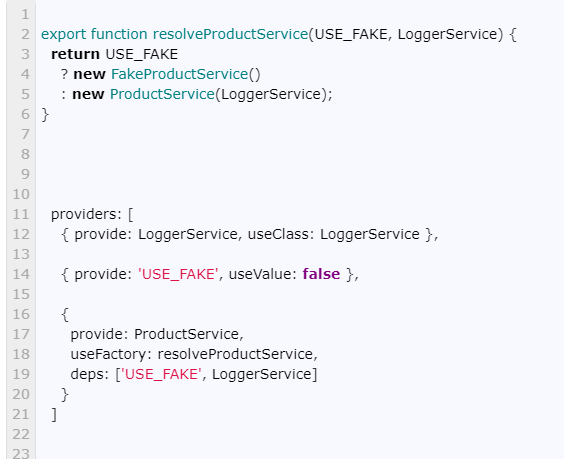 1
2 export function resolveProductService(USE_FAKE, LoggerService) {
3   return USE_FAKE
4     ? new FakeProductService()
5     : new ProductService(LoggerService);
6 }
7
8
9
10
11   providers: [
12     { provide: LoggerService, useClass: LoggerService },
13
14     { provide: 'USE_FAKE', useValue: false },
15
16     {
17       provide: ProductService,
18       useFactory: resolveProductService,
19       deps: ['USE_FAKE', LoggerService]
20     }
21   ]
22
23